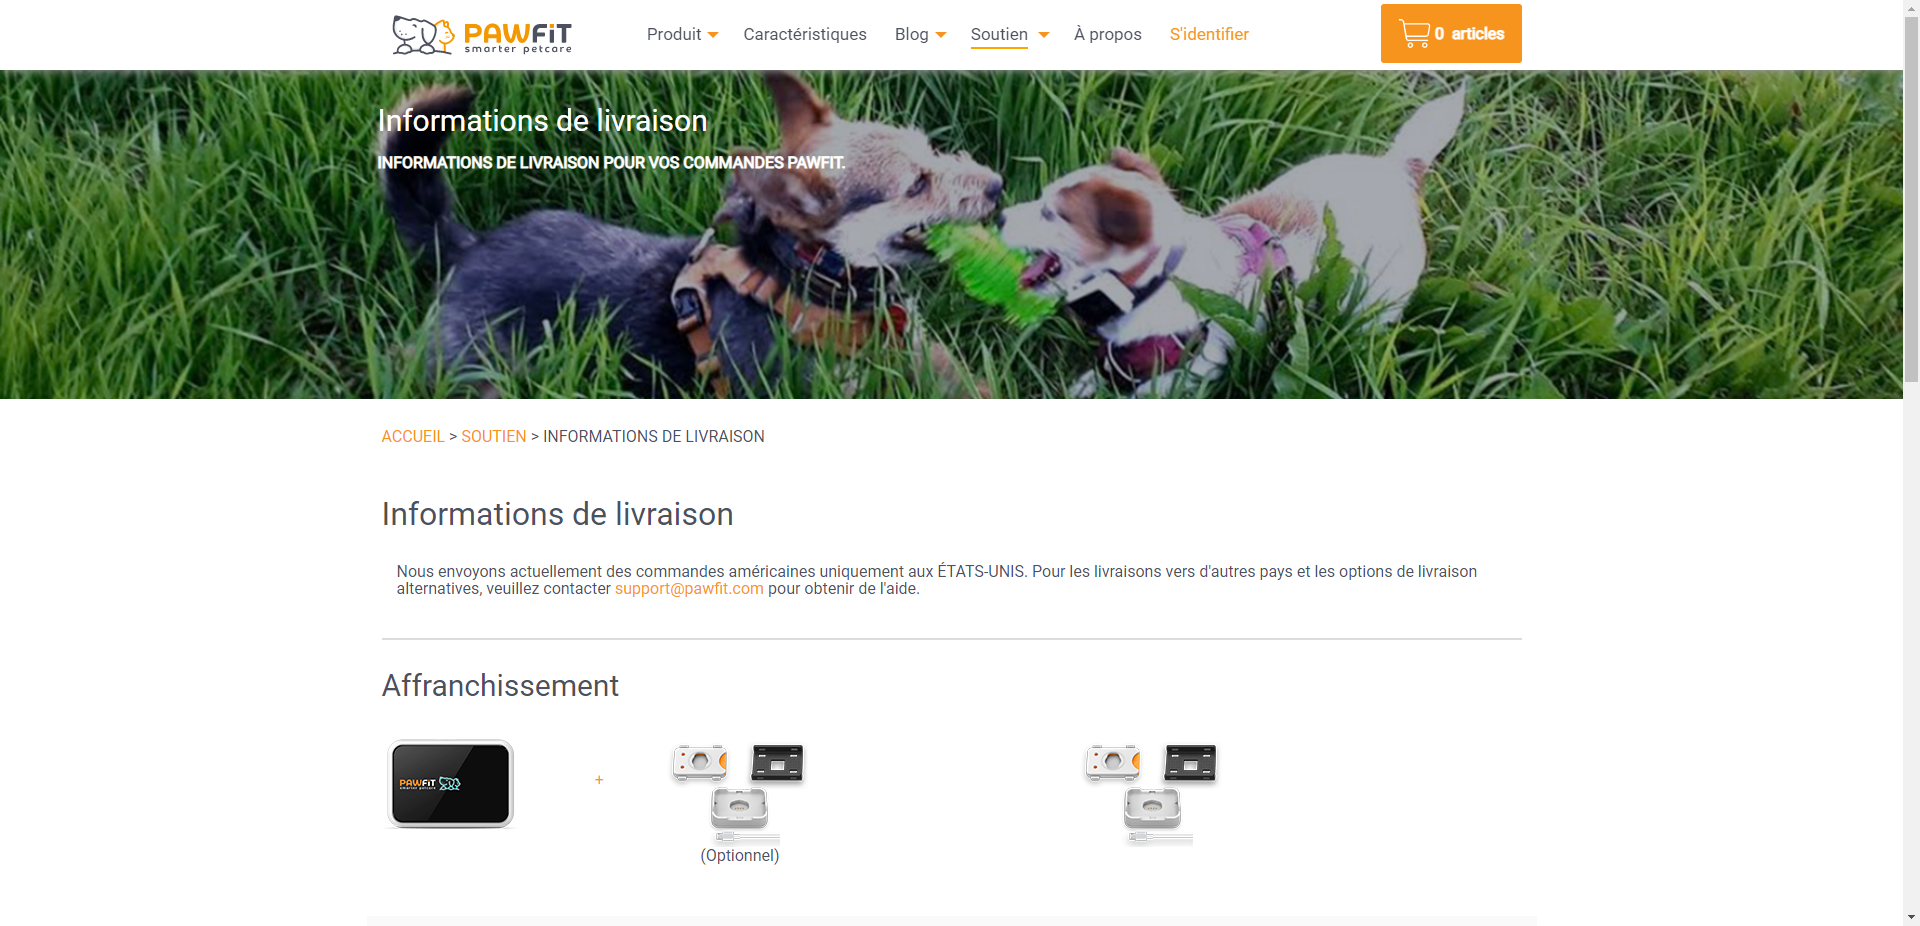 PAWFiT
smarter petcare
Produit
Caractéristiques
Blog
Soutien
À propos
S'identifier
0 articles
Informations de livraison
INFORMATIONS DE LIVRAISON POUR VOS COMMANDES PAWFIT.
ACCUEIL > SOUTIEN > INFORMATIONS DE LIVRAISON
Informations de livraison
Nous envoyons actuellement des commandes américaines uniquement aux ÉTATS-UNIS. Pour les livraisons vers d'autres pays et les options de livraison
alternatives, veuillez contacter support@pawfit.com pour obtenir de l'aide.
Affranchissement
PAWFiT
smarter petcare
+
(Optionnel)